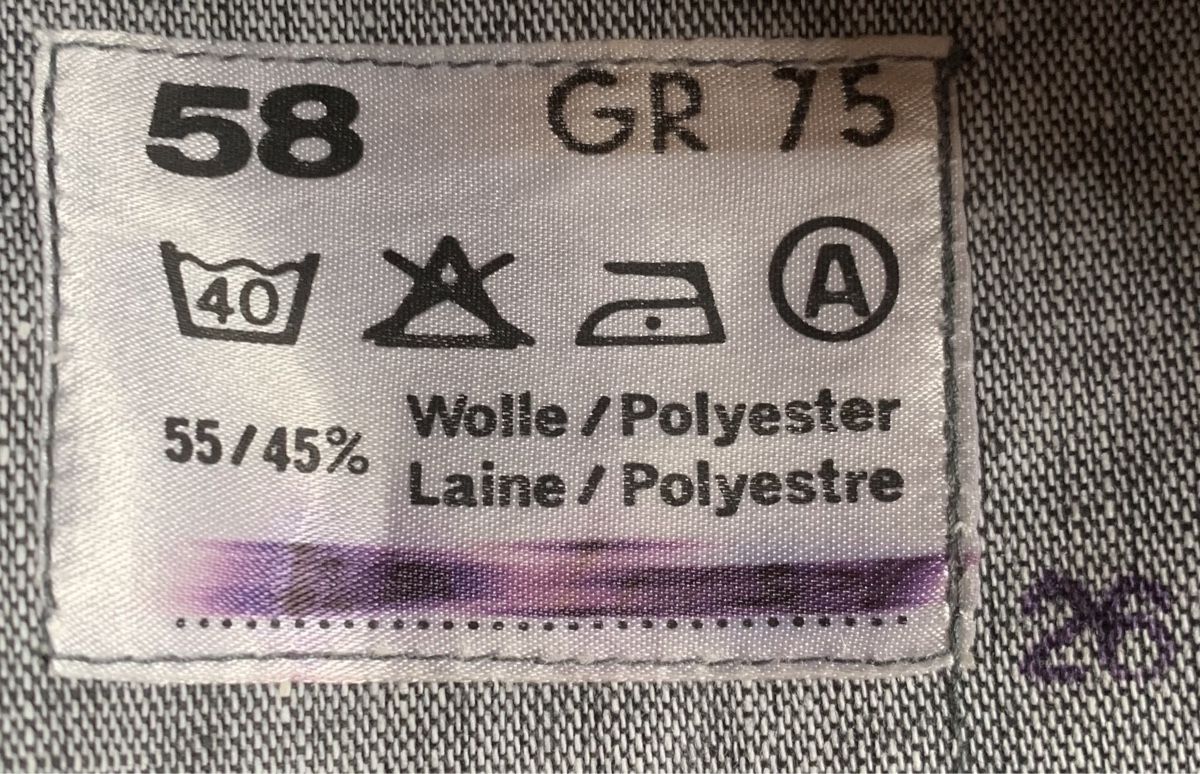 58 GR 75
40 A
55/45% Wolle / Polyester
Laine / Polyestre
26